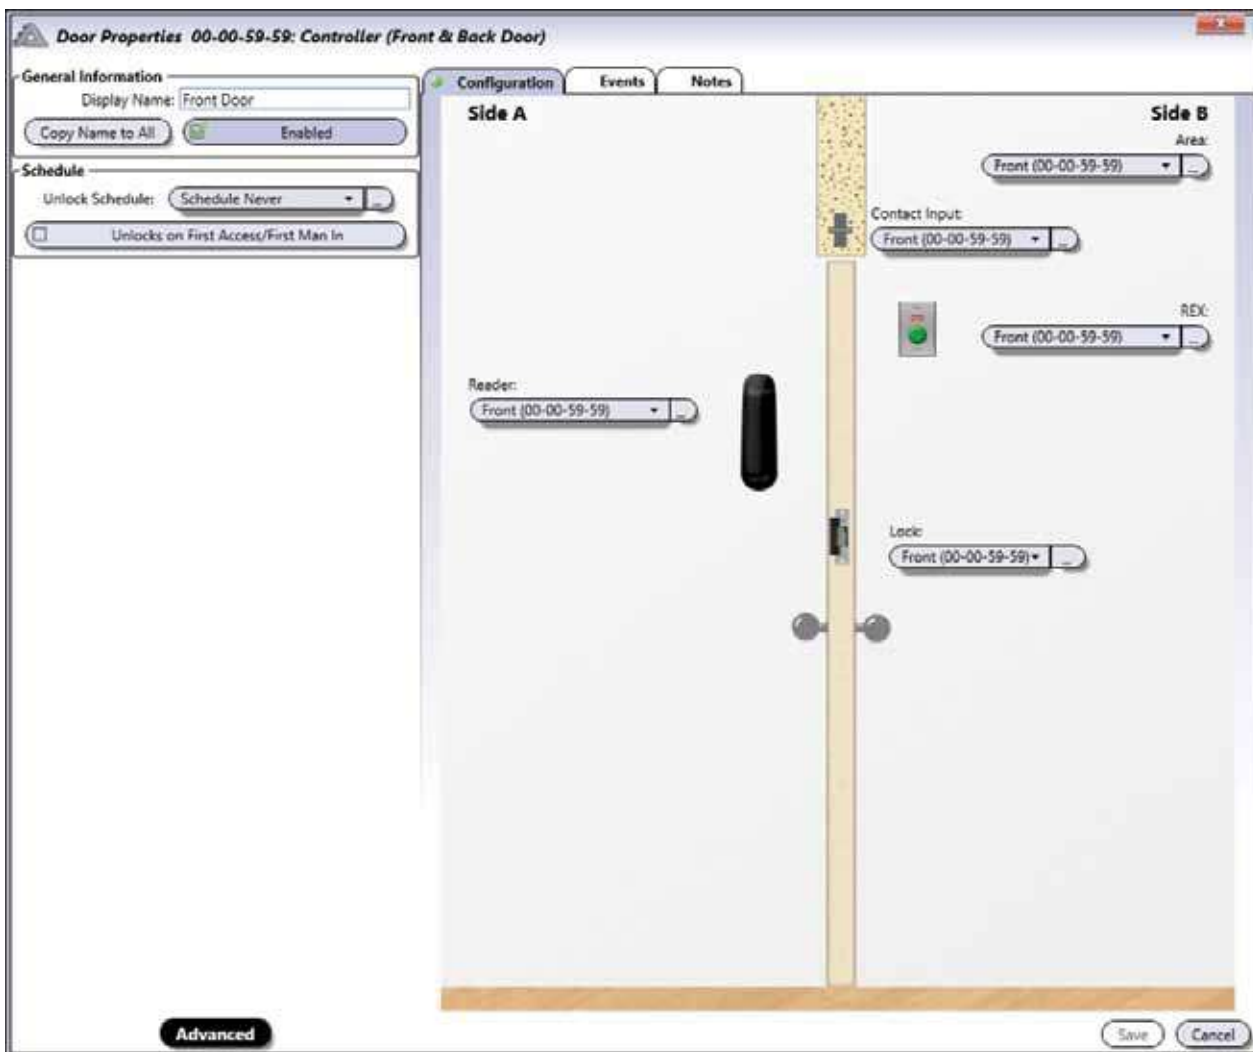 Door Properties 00-00-59-59: Controller (Front & Back Door)
General Information
Display Name: Front Door
Copy Name to All
Enabled
Schedule
Unlock Schedule: Schedule Never
...
Unlocks on First Access/First Man In
Configuration
Events
Notes
Side A
Side B
Area:
Front (00-00-59-59)
...
Contact Input:
Front (00-00-59-59)
...
REX:
Front (00-00-59-59)
...
Reader:
Front (00-00-59-59)
...
Lock:
Front (00-00-59-59)
...
Advanced
Save
Cancel